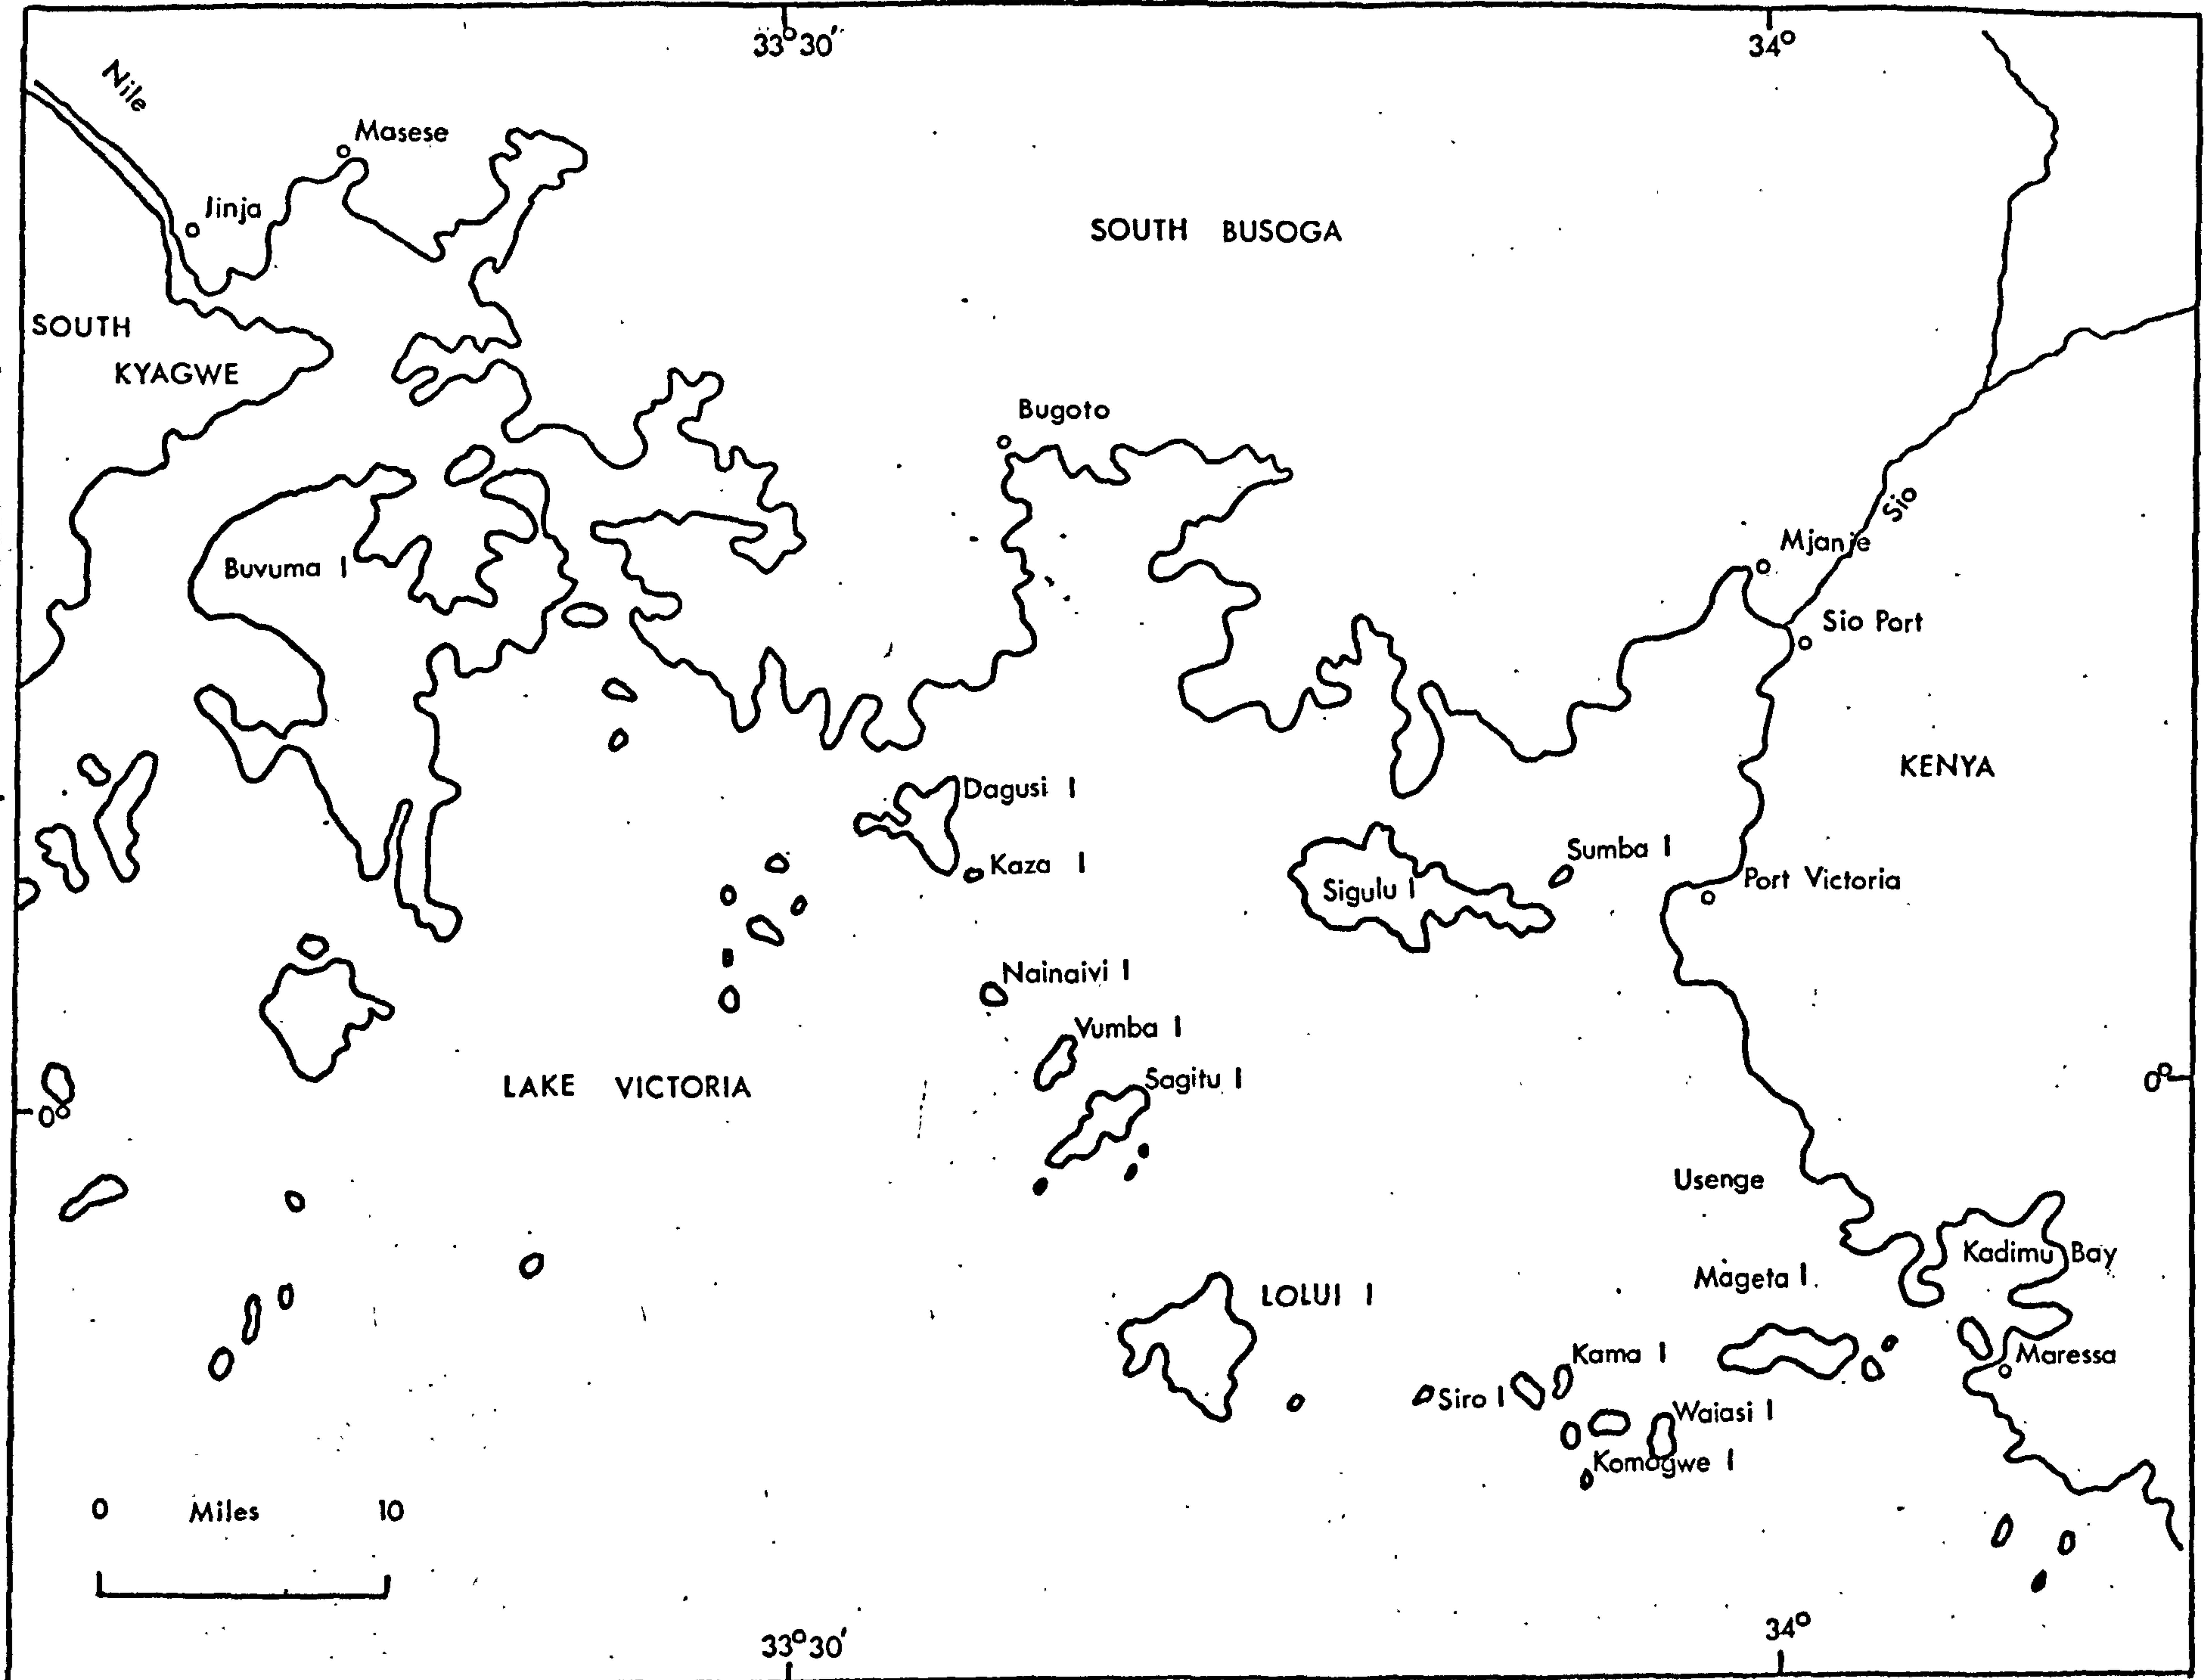 33°30'
34°
Nile
Masese
Jinja
SOUTH BUSOGA
SOUTH
KYAGWE
Bugoto
Sio
Mjanje
Buvuma I
Sio Port
KENYA
Dagusi I
Sumba I
Kaza I
Sigulu I
Port Victoria
Nainaivi I
Vumba I
Sagitu I
LAKE VICTORIA
0°
0°
Usenge
Kadimu Bay
Mageta I.
LOLUI I
Kama I
Maressa
Siro I
Waiasi I
Komogwe I
0 Miles 10
33°30'
34°